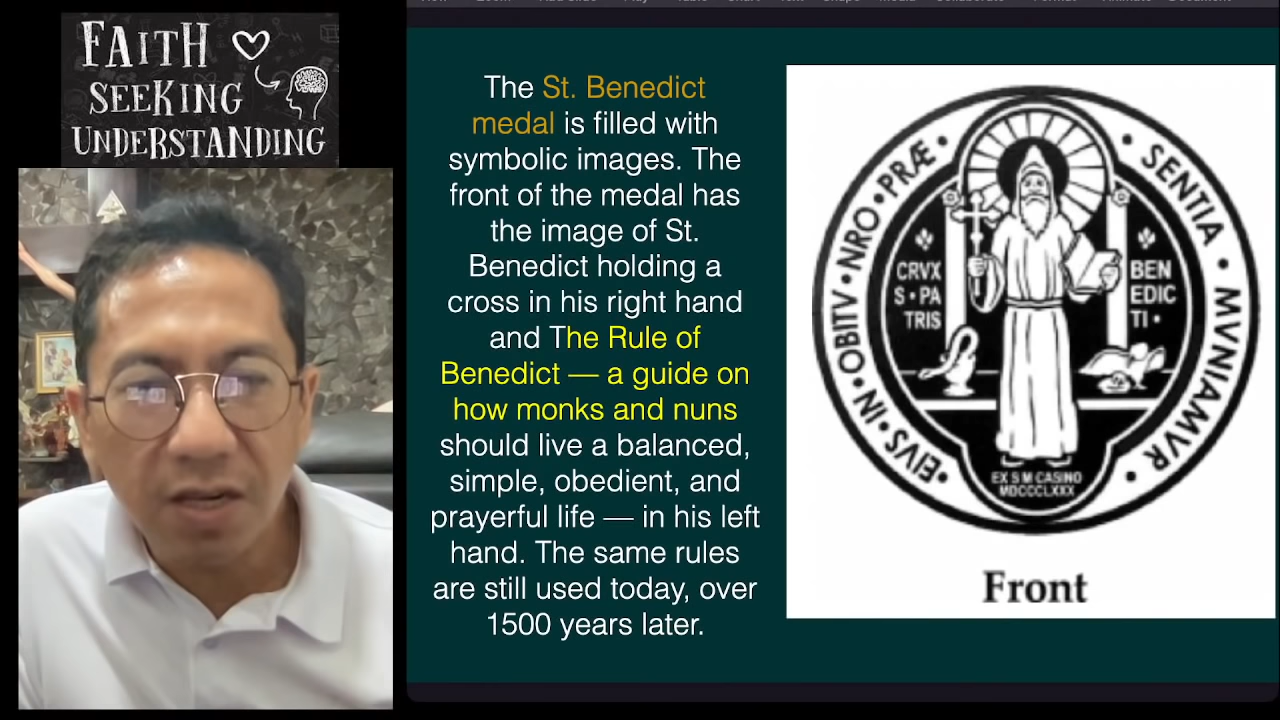 FAITH
SEEKING
UNDERSTANDING
The St. Benedict
medal is filled with
symbolic images. The
front of the medal has
the image of St.
Benedict holding a
cross in his right hand
and The Rule of
Benedict — a guide on
how monks and nuns
should live a balanced,
simple, obedient, and
prayerful life — in his left
hand. The same rules
are still used today, over
1500 years later.
EIVS • IN • OBITV • NRO • PRÆ •
SENTIA • MVNIAMVR •
CRVX
S • PA
TRIS
BEN
EDIC
TI •
EX S M CASINO
MDCCCLXXX
Front